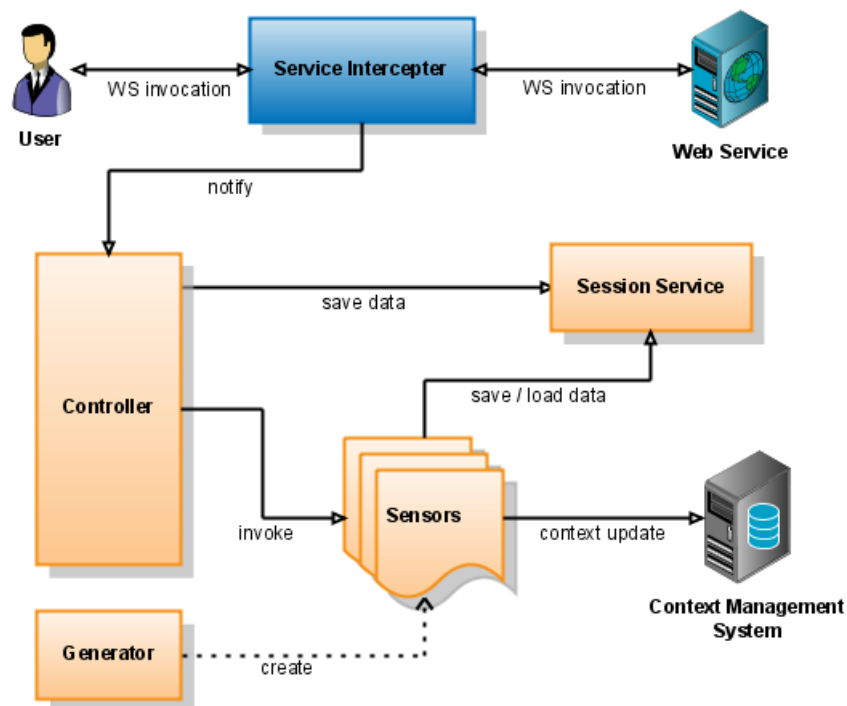 Service Intercepter
WS invocation
WS invocation
User
Web Service
notify
Session Service
save data
Controller
save / load data
Sensors
invoke
context update
Context Management
System
Generator
create